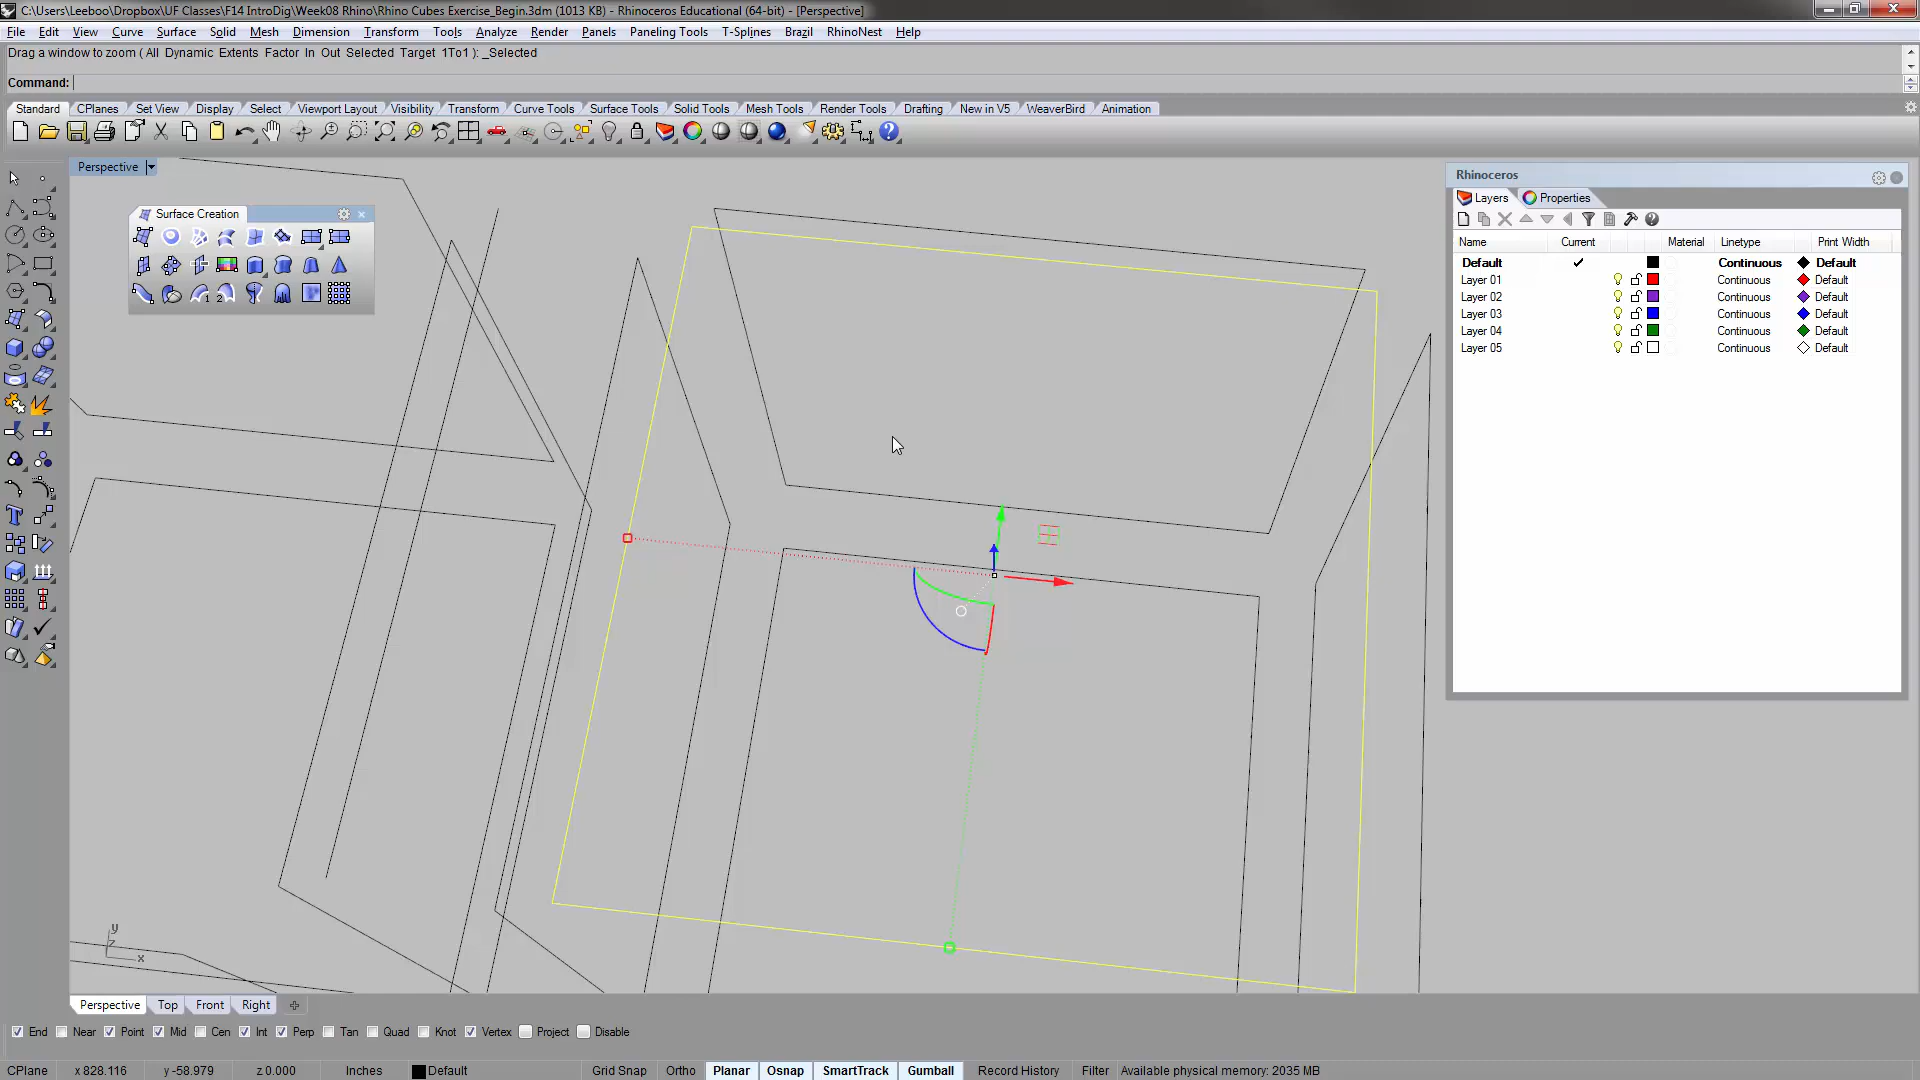 C:\Users\Leeboo\Dropbox\UF Classes\F14 IntroDig\Week08 Rhino\Rhino Cubes Exercise_Begin.3dm (1013 KB) - Rhinoceros Educational (64-bit) - [Perspective]
File Edit View Curve Surface Solid Mesh Dimension Transform Tools Analyze Render Panels Paneling Tools T-Splines Brazil RhinoNest Help
Drag a window to zoom ( All Dynamic Extents Factor In Out Selected Target 1To1 ): _Selected
Command:
Standard CPlanes Set View Display Select Viewport Layout Visibility Transform Curve Tools Surface Tools Solid Tools Mesh Tools Render Tools Drafting New in V5 WeaverBird Animation
Perspective
Surface Creation
Rhinoceros
Layers Properties
Name Current Material Linetype Print Width
Default Continuous Default
Layer 01 Continuous Default
Layer 02 Continuous Default
Layer 03 Continuous Default
Layer 04 Continuous Default
Layer 05 Continuous Default
y
z
x
Perspective Top Front Right
End Near Point Mid Cen Int Perp Tan Quad Knot Vertex Project Disable
CPlane x 828.116 y -58.979 z 0.000 Inches Default Grid Snap Ortho Planar Osnap SmartTrack Gumball Record History Filter Available physical memory: 2035 MB